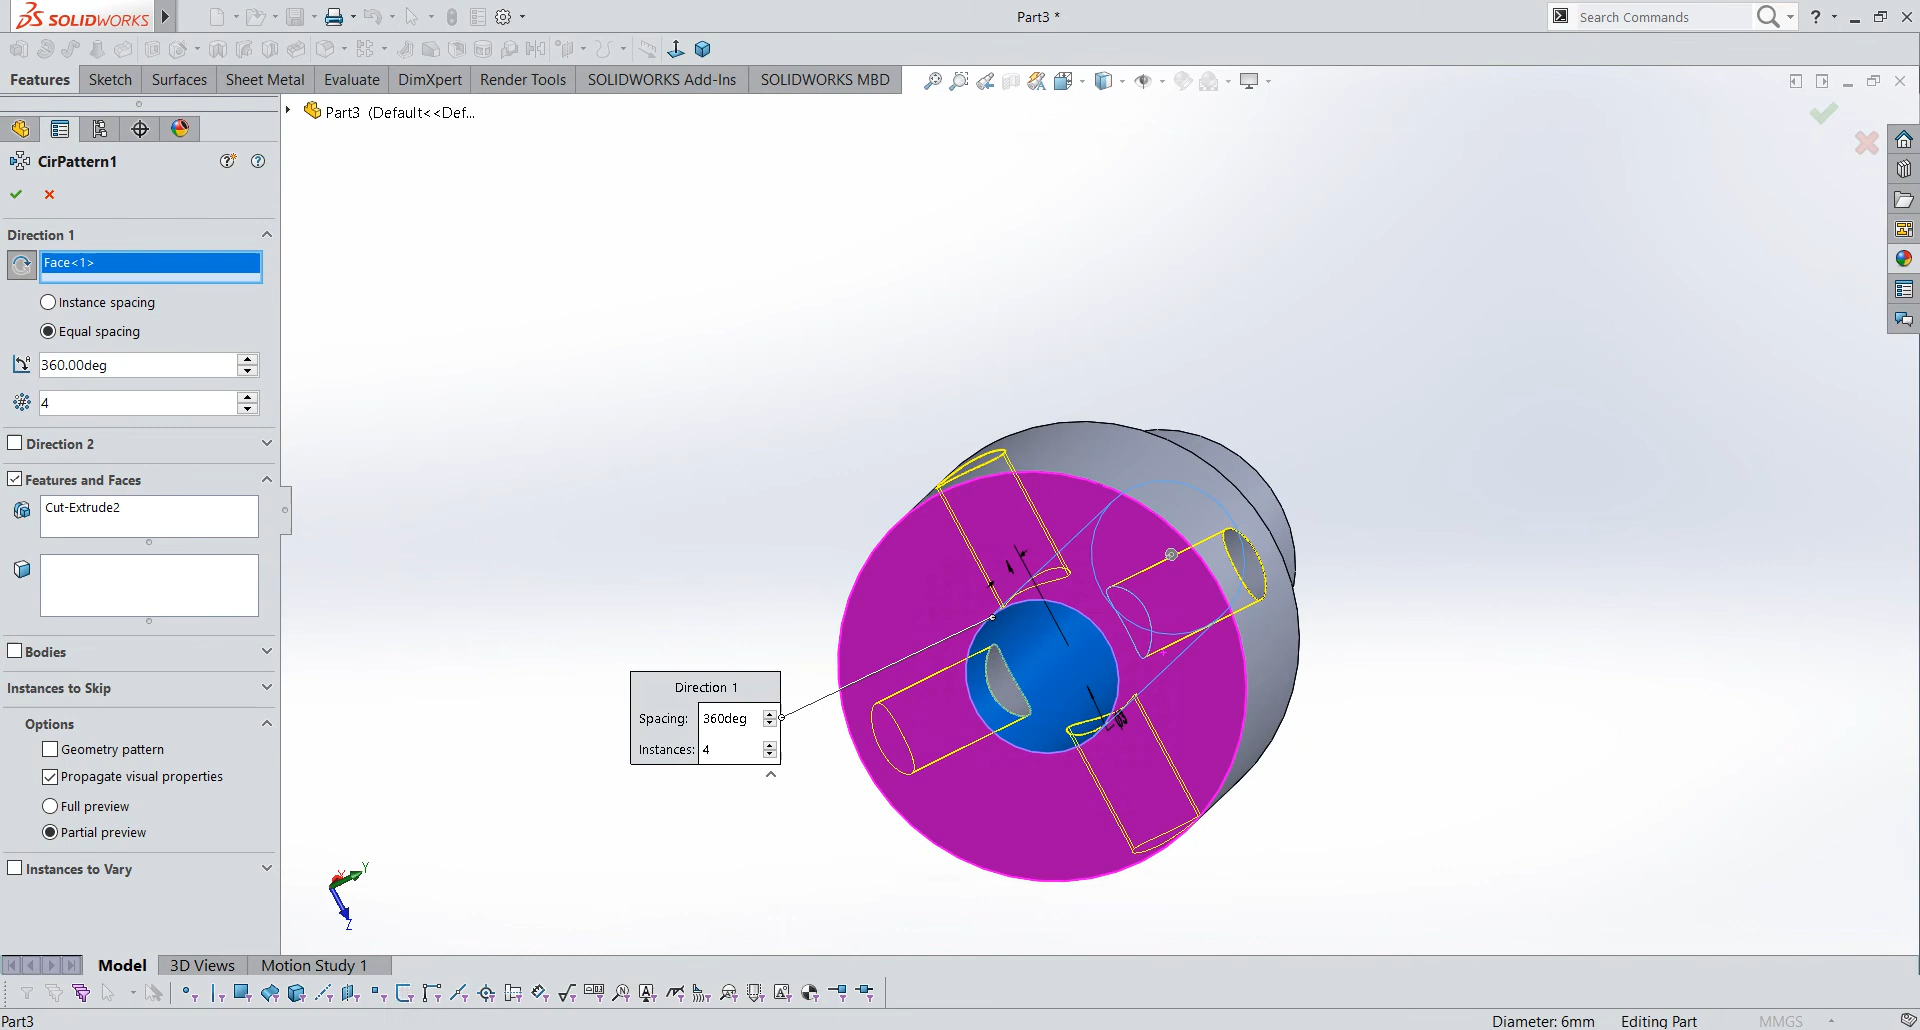 SOLIDWORKS
Part3 *
Search Commands
Features
Sketch
Surfaces
Sheet Metal
Evaluate
DimXpert
Render Tools
SOLIDWORKS Add-Ins
SOLIDWORKS MBD
Part3 (Default<<Def...
CirPattern1
Direction 1
Face<1>
Instance spacing
Equal spacing
360.00deg
4
Direction 2
Features and Faces
Cut-Extrude2
Bodies
Instances to Skip
Options
Geometry pattern
Propagate visual properties
Full preview
Partial preview
Instances to Vary
Direction 1
Spacing: 360deg
Instances: 4
X
Y
Z
Model
3D Views
Motion Study 1
Part3
Diameter: 6mm
Editing Part
MMGS